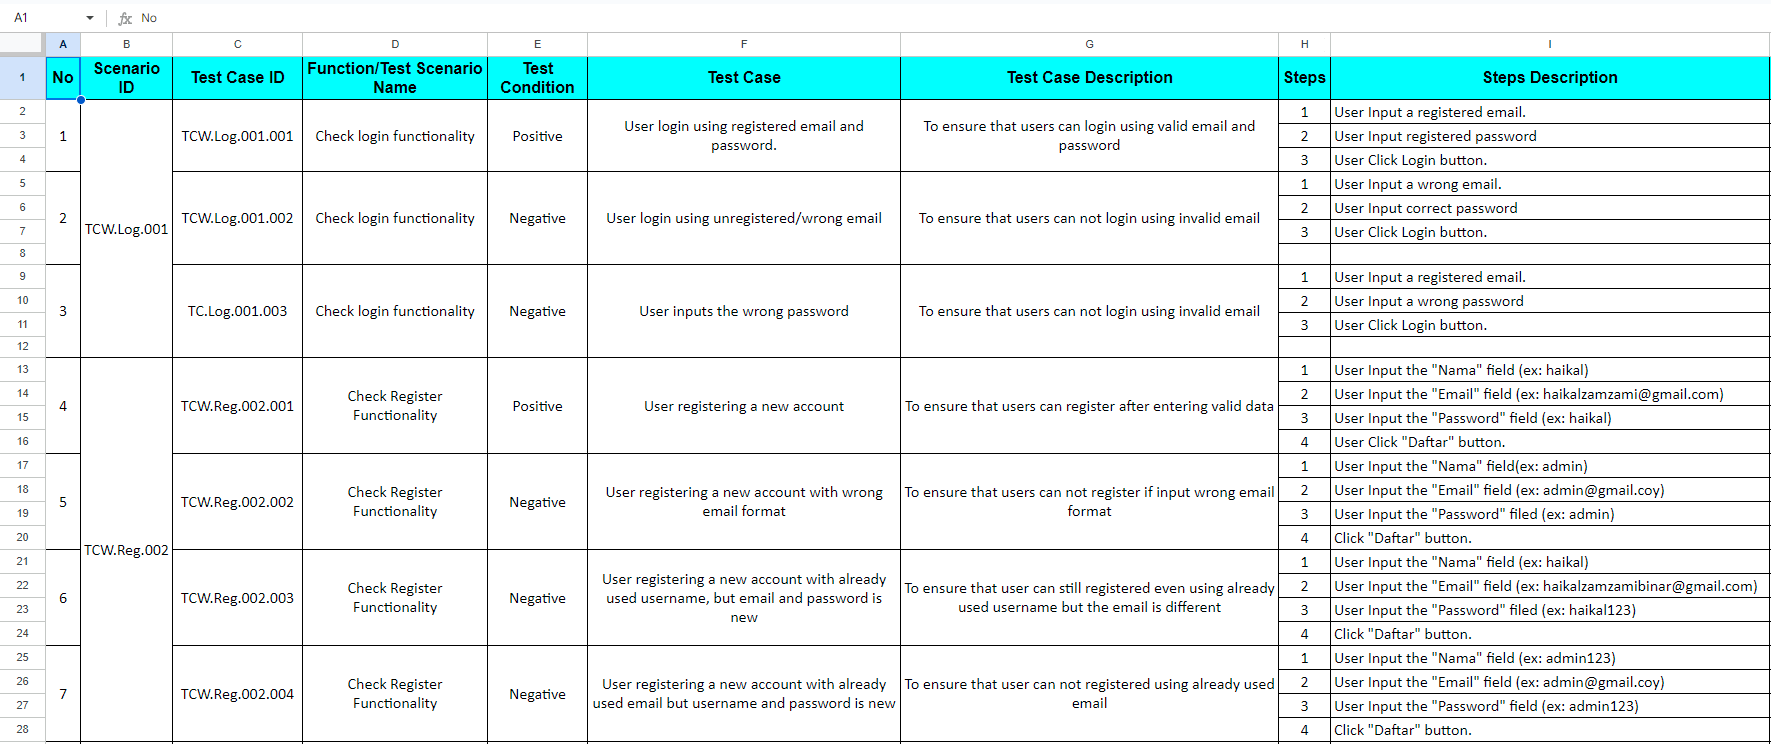 A1 fx No
A B C D E F G H I
1 No Scenario ID Test Case ID Function/Test Scenario Name Test Condition Test Case Test Case Description Steps Steps Description
TCW.Log.001
1 TCW.Log.001.001 Check login functionality Positive User login using registered email and password. To ensure that users can login using valid email and password
2 1 User Input a registered email.
3 2 User Input registered password
4 3 User Click Login button.
2 TCW.Log.001.002 Check login functionality Negative User login using unregistered/wrong email To ensure that users can not login using invalid email
5 1 User Input a wrong email.
6 2 User Input correct password
7 3 User Click Login button.
8
3 TC.Log.001.003 Check login functionality Negative User inputs the wrong password To ensure that users can not login using invalid email
9 1 User Input a registered email.
10 2 User Input a wrong password
11 3 User Click Login button.
12
TCW.Reg.002
4 TCW.Reg.002.001 Check Register Functionality Positive User registering a new account To ensure that users can register after entering valid data
13 1 User Input the "Nama" field (ex: haikal)
14 2 User Input the "Email" field (ex: haikalzamzami@gmail.com)
15 3 User Input the "Password" field (ex: haikal)
16 4 User Click "Daftar" button.
5 TCW.Reg.002.002 Check Register Functionality Negative User registering a new account with wrong email format To ensure that users can not register if input wrong email format
17 1 User Input the "Nama" field(ex: admin)
18 2 User Input the "Email" field (ex: admin@gmail.coy)
19 3 User Input the "Password" filed (ex: admin)
20 4 Click "Daftar" button.
6 TCW.Reg.002.003 Check Register Functionality Negative User registering a new account with already used username, but email and password is new To ensure that user can still registered even using already used username but the email is different
21 1 User Input the "Nama" field (ex: haikal)
22 2 User Input the "Email" field (ex: haikalzamzamibinar@gmail.com)
23 3 User Input the "Password" filed (ex: haikal123)
24 4 Click "Daftar" button.
7 TCW.Reg.002.004 Check Register Functionality Negative User registering a new account with already used email but username and password is new To ensure that user can not registered using already used email
25 1 User Input the "Nama" field (ex: admin123)
26 2 User Input the "Email" field (ex: admin@gmail.coy)
27 3 User Input the "Password" field (ex: admin123)
28 4 Click "Daftar" button.